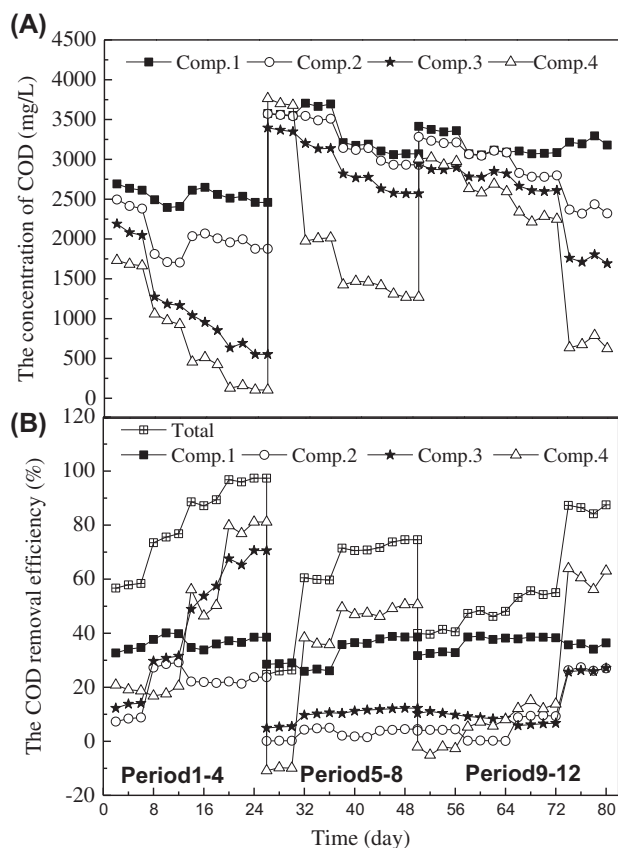 (A)
4500
4000
3500
3000
2500
2000
1500
1000
500
0
The concentration of COD (mg/L)
Comp.1 Comp.2 Comp.3 Comp.4
(B)
120
100
80
60
40
20
0
-20
The COD removal efficiency (%)
Total
Comp.1 Comp.2 Comp.3 Comp.4
Period1-4 Period5-8 Period9-12
0 8 16 24 32 40 48 56 64 72 80
Time (day)